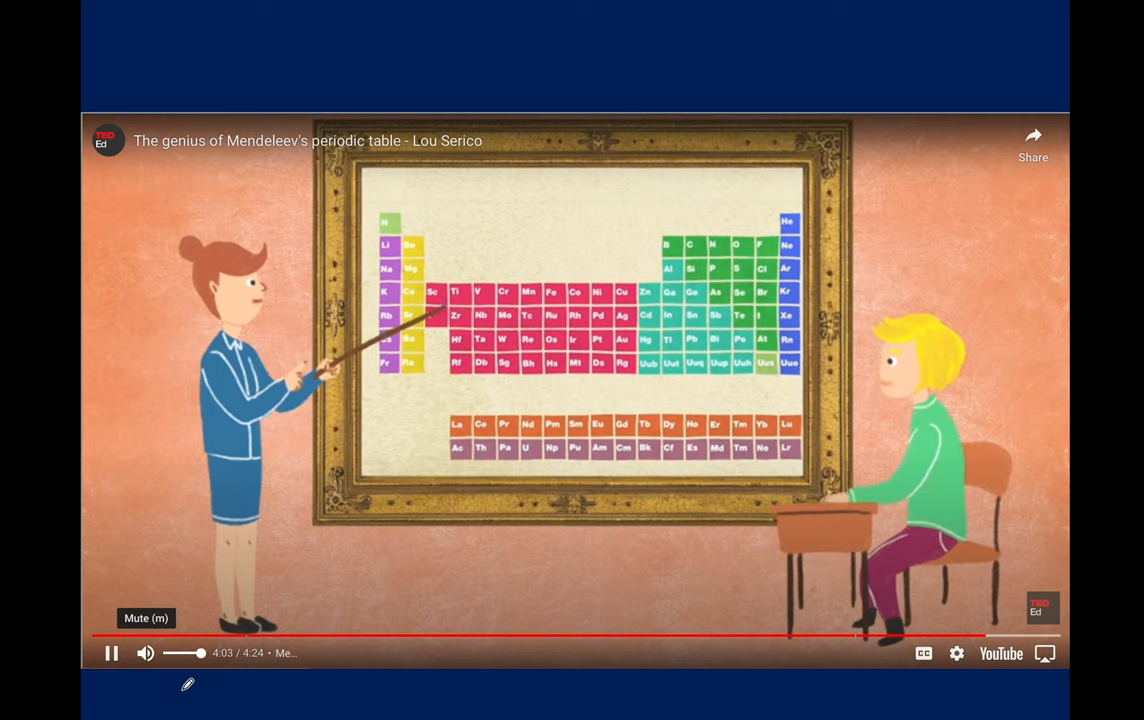 TED
Ed
The genius of Mendeleev's periodic table - Lou Serico
Share
H He
Li Be B C N O F Ne
Na Mg Al Si P S Cl Ar
K Ca Sc Ti V Cr Mn Fe Co Ni Cu Zn Ga Ge As Se Br Kr
Rb Sr Zr Nb Mo Tc Ru Rh Pd Ag Cd In Sn Sb Te I Xe
Cs Ba Hf Ta W Re Os Ir Pt Au Hg Tl Pb Bi Po At Rn
Fr Ra Rf Db Sg Bh Hs Mt Ds Rg Uub Uut Uuq Uup Uuh Uus Uuo
La Ce Pr Nd Pm Sm Eu Gd Tb Dy Ho Er Tm Yb Lu
Ac Th Pa U Np Pu Am Cm Bk Cf Es Md Tm No Lr
TED
Ed
Mute (m)
4:03 / 4:24 • Me...
CC
YouTube